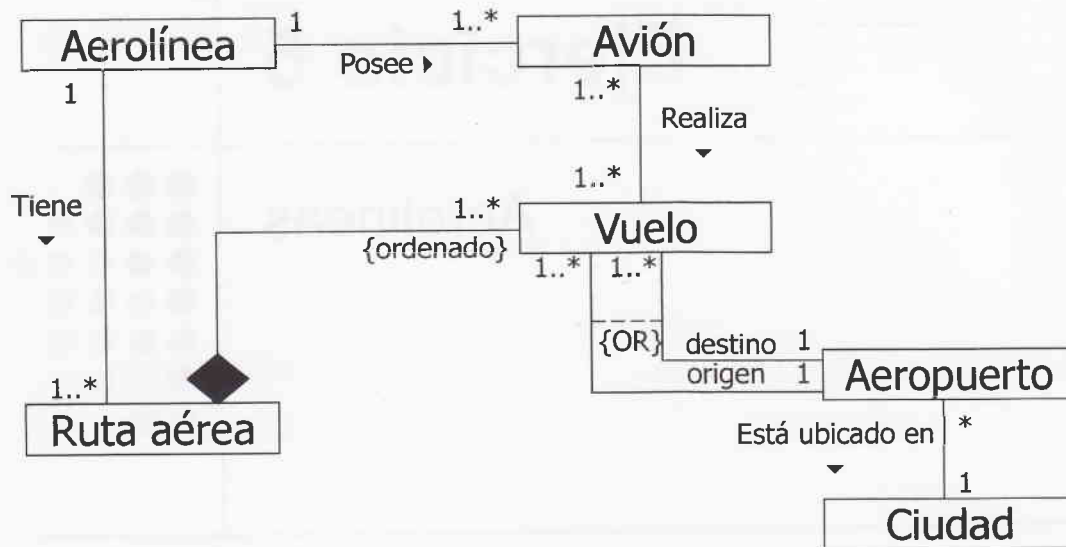 Aerolínea
1
1..*
Avión
Posee
1
1..*
Realiza
1..*
Tiene
1..*
Vuelo
{ordenado}
1..*
1..*
{OR}
destino
1
origen
1
1..*
Aeropuerto
Ruta aérea
Está ubicado en
*
1
Ciudad